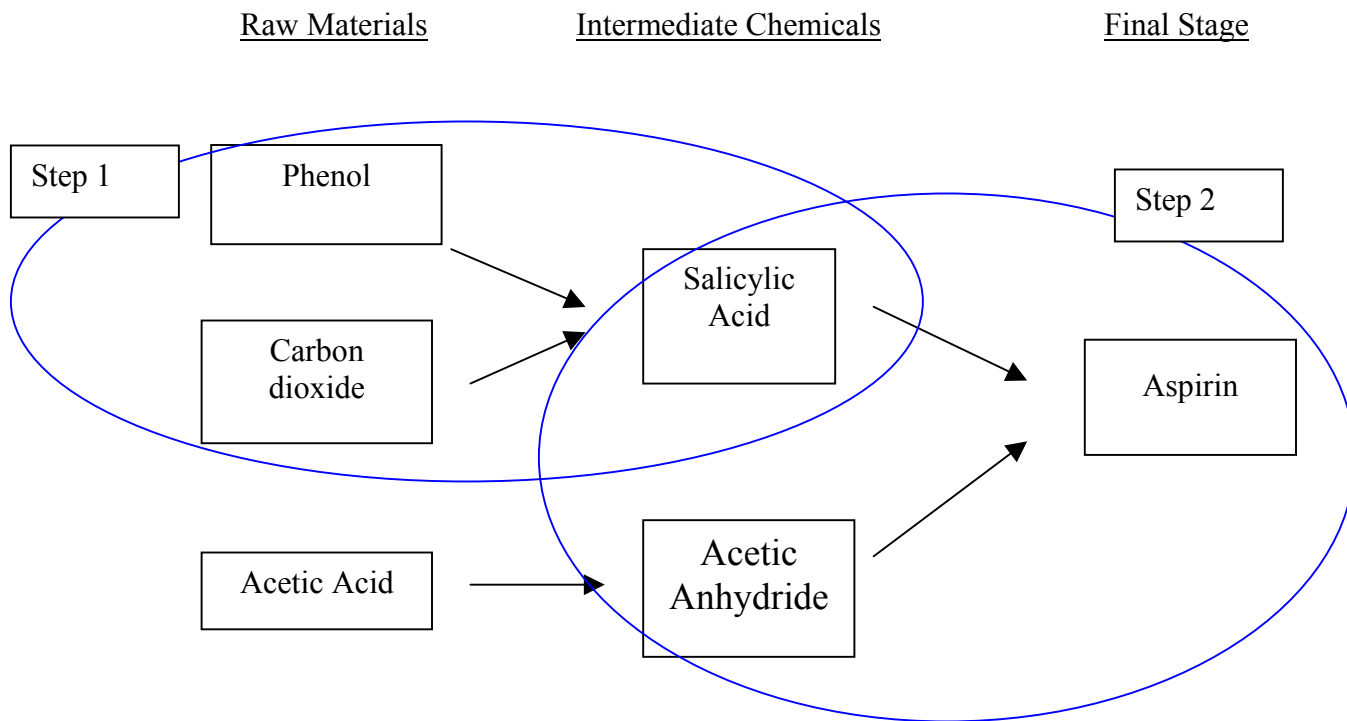 Raw Materials
Intermediate Chemicals
Final Stage
Step 1
Phenol
Step 2
Salicylic
Acid
Carbon
dioxide
Aspirin
Acetic Acid
Acetic
Anhydride